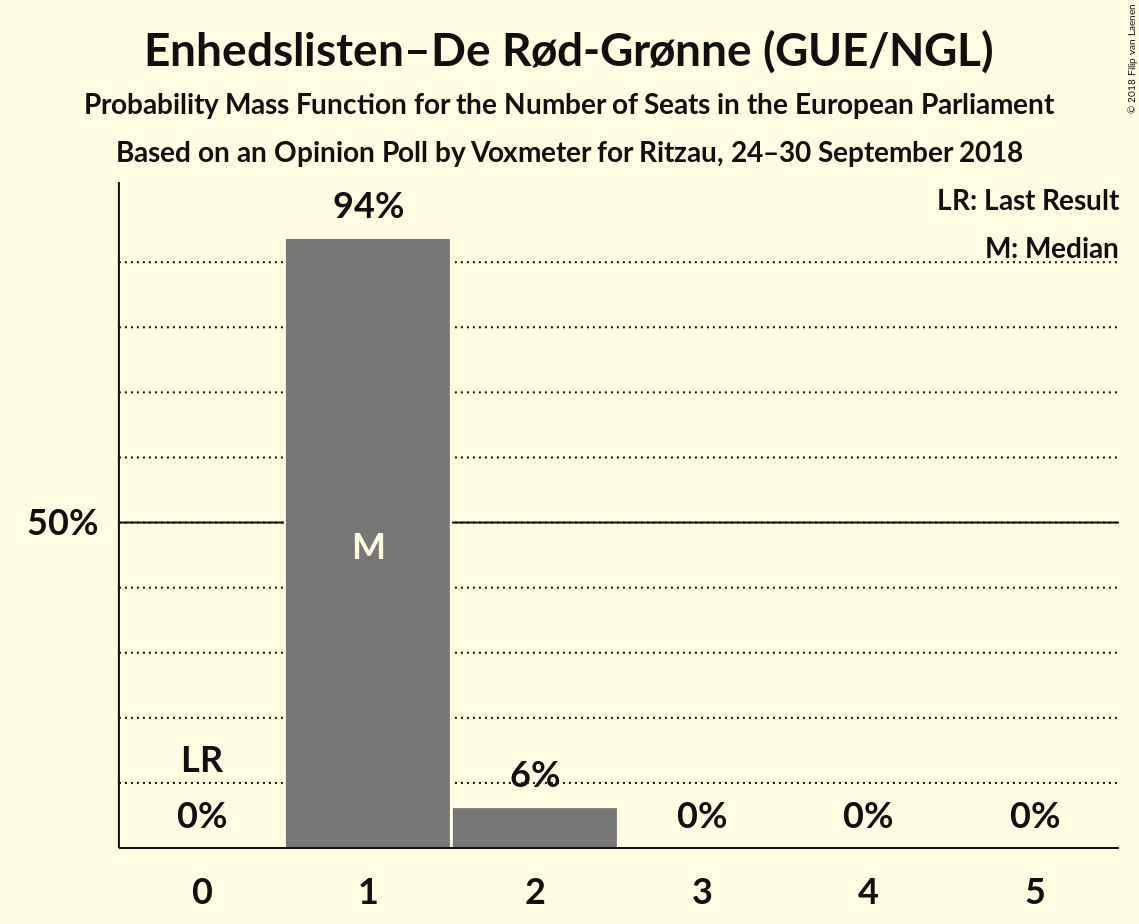 Enhedslisten–De Rød-Grønne (GUE/NGL)
Probability Mass Function for the Number of Seats in the European Parliament
Based on an Opinion Poll by Voxmeter for Ritzau, 24–30 September 2018
© 2018 Filip van Laenen
LR: Last Result
M: Median
94%
50%
M
LR
0%
6%
0%
0%
0%
0
1
2
3
4
5